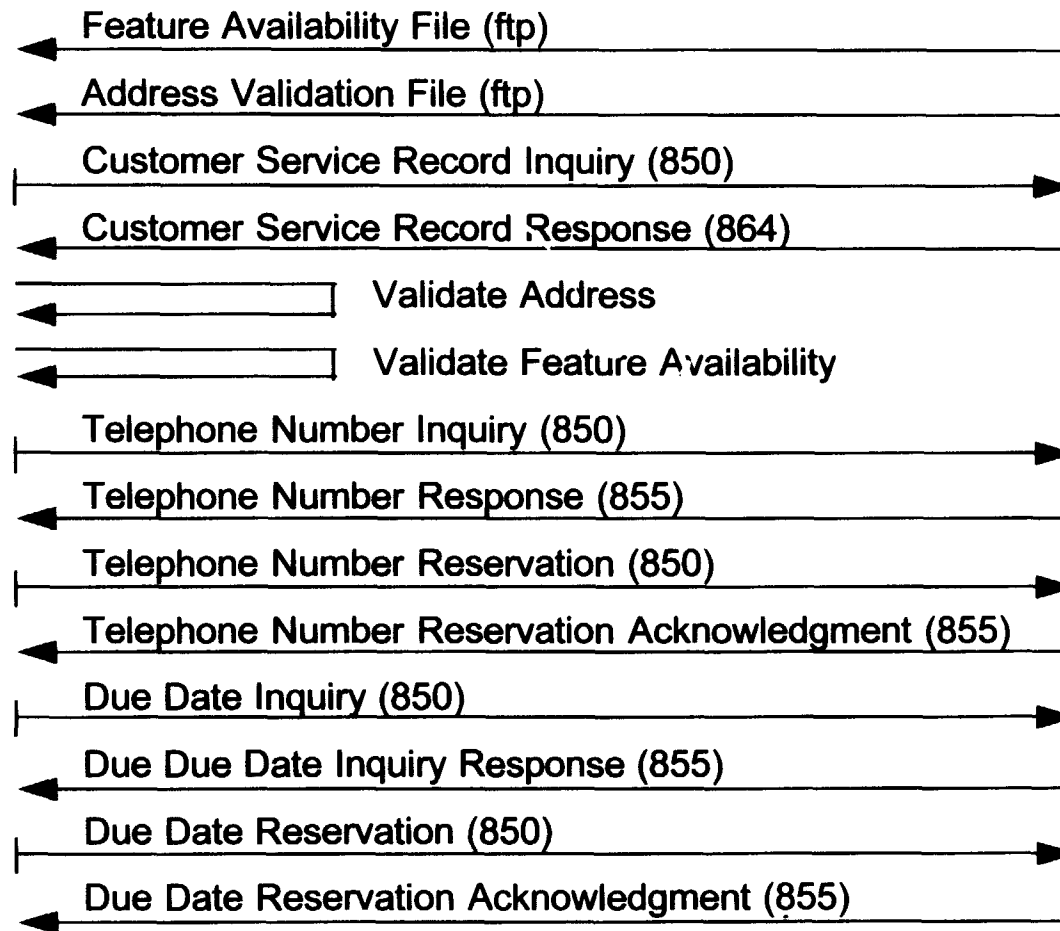 Feature Availability File (ftp)
Address Validation File (ftp)
Customer Service Record Inquiry (850)
Customer Service Record Response (864)
Validate Address
Validate Feature Availability
Telephone Number Inquiry (850)
Telephone Number Response (855)
Telephone Number Reservation (850)
Telephone Number Reservation Acknowledgment (855)
Due Date Inquiry (850)
Due Due Date Inquiry Response (855)
Due Date Reservation (850)
Due Date Reservation Acknowledgment (855)